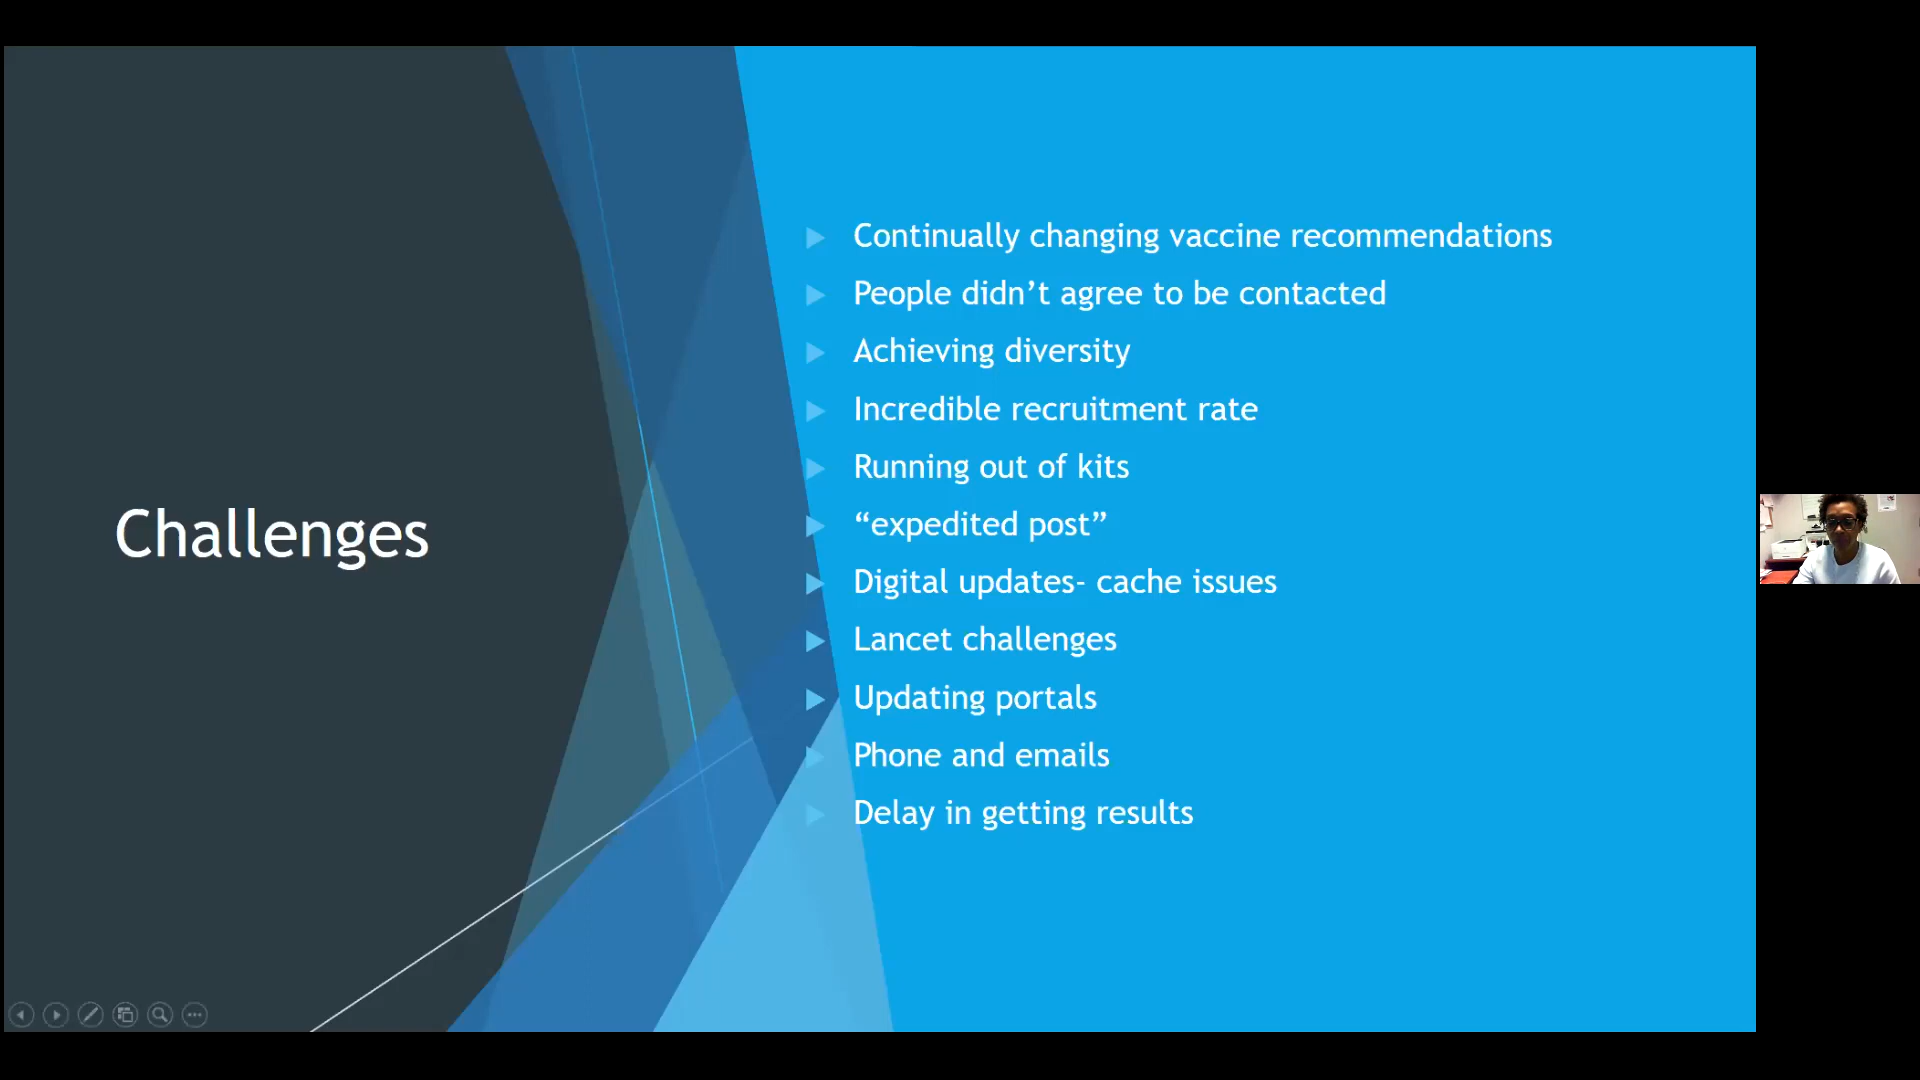 Challenges
Continually changing vaccine recommendations
People didn’t agree to be contacted
Achieving diversity
Incredible recruitment rate
Running out of kits
“expedited post”
Digital updates- cache issues
Lancet challenges
Updating portals
Phone and emails
Delay in getting results